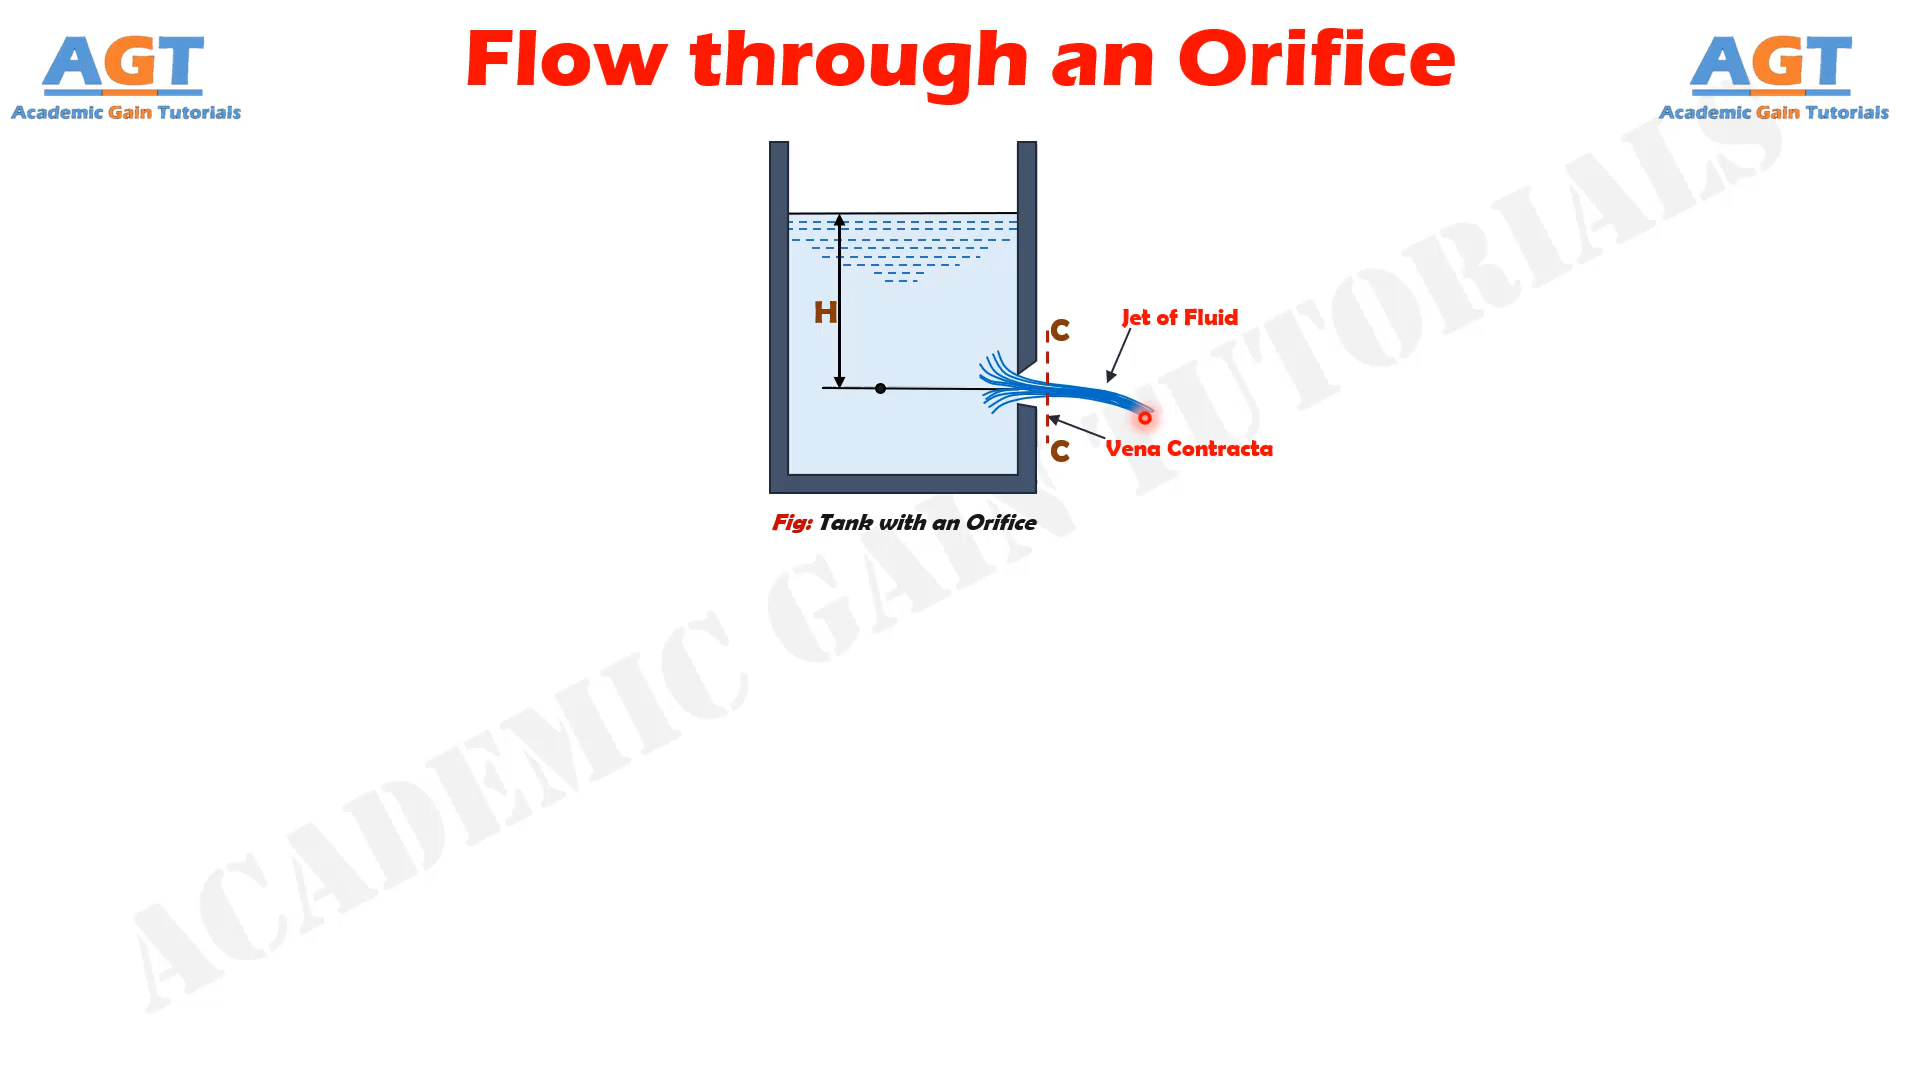 AGT
Academic Gain Tutorials
Flow through an Orifice
AGT
Academic Gain Tutorials
H
C
Jet of Fluid
C
Vena Contracta
Fig: Tank with an Orifice
ACADEMIC GAIN TUTORIALS